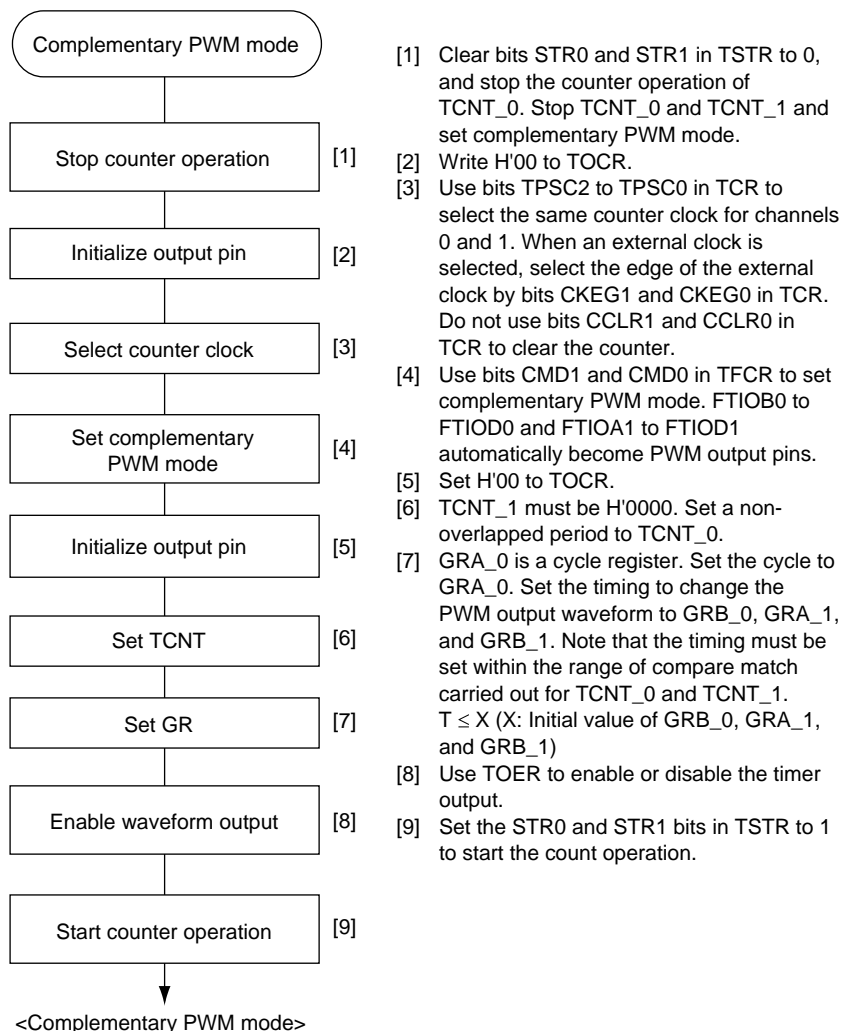 Complementary PWM mode
Stop counter operation [1]
Initialize output pin [2]
Select counter clock [3]
Set complementary
PWM mode [4]
Initialize output pin [5]
Set TCNT [6]
Set GR [7]
Enable waveform output [8]
Start counter operation [9]
<Complementary PWM mode>
[1] Clear bits STR0 and STR1 in TSTR to 0,
and stop the counter operation of
TCNT_0. Stop TCNT_0 and TCNT_1 and
set complementary PWM mode.
[2] Write H'00 to TOCR.
[3] Use bits TPSC2 to TPSC0 in TCR to
select the same counter clock for channels
0 and 1. When an external clock is
selected, select the edge of the external
clock by bits CKEG1 and CKEG0 in TCR.
Do not use bits CCLR1 and CCLR0 in
TCR to clear the counter.
[4] Use bits CMD1 and CMD0 in TFCR to set
complementary PWM mode. FTIOB0 to
FTIOD0 and FTIOA1 to FTIOD1
automatically become PWM output pins.
[5] Set H'00 to TOCR.
[6] TCNT_1 must be H'0000. Set a non-
overlapped period to TCNT_0.
[7] GRA_0 is a cycle register. Set the cycle to
GRA_0. Set the timing to change the
PWM output waveform to GRB_0, GRA_1,
and GRB_1. Note that the timing must be
set within the range of compare match
carried out for TCNT_0 and TCNT_1.
T ≤ X (X: Initial value of GRB_0, GRA_1,
and GRB_1)
[8] Use TOER to enable or disable the timer
output.
[9] Set the STR0 and STR1 bits in TSTR to 1
to start the count operation.